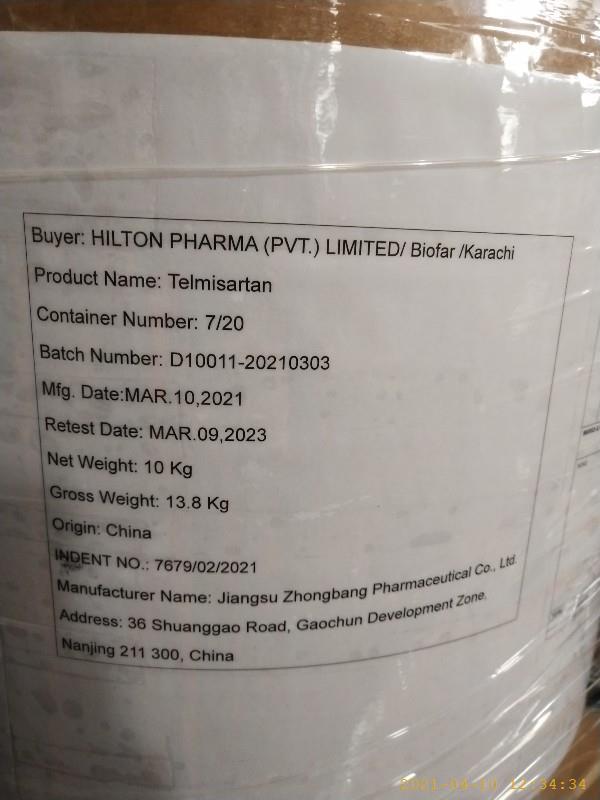 Buyer: HILTON PHARMA (PVT.) LIMITED/ Biofar /Karachi
Product Name: Telmisartan
Container Number: 7/20
Batch Number: D10011-20210303
Mfg. Date:MAR.10,2021
Retest Date: MAR.09,2023
Net Weight: 10 Kg
Gross Weight: 13.8 Kg
Origin: China
INDENT NO.: 7679/02/2021
Manufacturer Name: Jiangsu Zhongbang Pharmaceutical Co., Ltd.
Address: 36 Shuanggao Road, Gaochun Development Zone,
Nanjing 211 300, China
2021-04-10 12:34:34